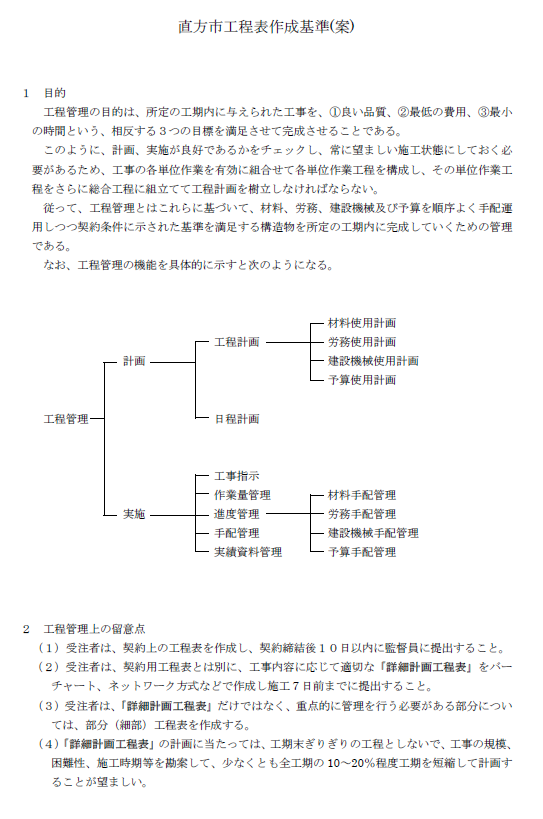 直方市工程表作成基準(案)
１　目的
工程管理の目的は、所定の工期内に与えられた工事を、①良い品質、②最低の費用、③最小
の時間という、相反する３つの目標を満足させて完成させることである。
このように、計画、実施が良好であるかをチェックし、常に望ましい施工状態にしておく必
要があるため、工事の各単位作業を有効に組合せて各単位作業工程を構成し、その単位作業工
程をさらに総合工程に組立てて工程計画を樹立しなければならない。
従って、工程管理とはこれらに基づいて、材料、労務、建設機械及び予算を順序よく手配運
用しつつ契約条件に示された基準を満足する構造物を所定の工期内に完成していくための管理
である。
なお、工程管理の機能を具体的に示すと次のようになる。
工程管理
計画
工程計画
材料使用計画
労務使用計画
建設機械使用計画
予算使用計画
日程計画
実施
工事指示
作業量管理
進度管理
手配管理
実績資料管理
材料手配管理
労務手配管理
建設機械手配管理
予算手配管理
２　工程管理上の留意点
（１）受注者は、契約上の工程表を作成し、契約締結後１０日以内に監督員に提出すること。
（２）受注者は、契約用工程表とは別に、工事内容に応じて適切な『詳細計画工程表』をバー
チャート、ネットワーク方式などで作成し施工７日前までに提出すること。
（３）受注者は、『詳細計画工程表』だけではなく、重点的に管理を行う必要がある部分につい
ては、部分（細部）工程表を作成する。
（４）『詳細計画工程表』の計画に当たっては、工期末ぎりぎりの工程としないで、工事の規模、
困難性、施工時期等を勘案して、少なくとも全工期の 10～20％程度工期を短縮して計画す
ることが望ましい。